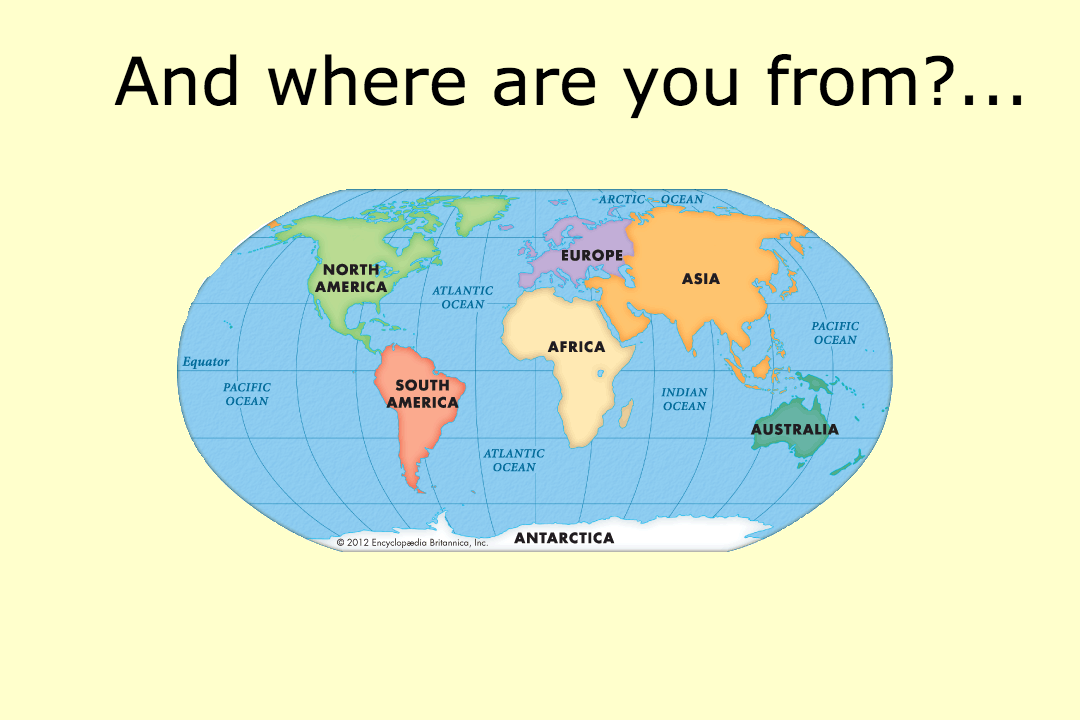 And where are you from?...
ARCTIC OCEAN
EUROPE
NORTH
AMERICA
ASIA
ATLANTIC
OCEAN
PACIFIC
OCEAN
AFRICA
Equator
PACIFIC
OCEAN
SOUTH
AMERICA
INDIAN
OCEAN
AUSTRALIA
ATLANTIC
OCEAN
ANTARCTICA
© 2012 Encyclopædia Britannica, Inc.